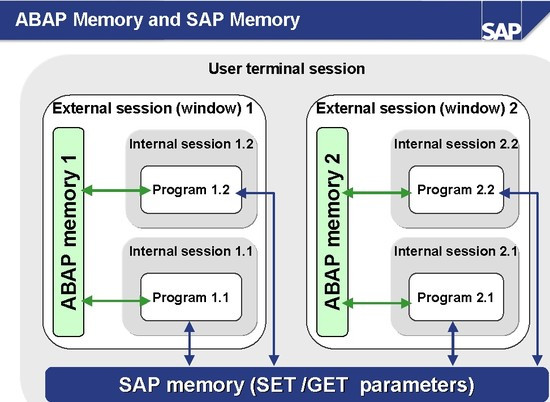 ABAP Memory and SAP Memory
SAP
User terminal session
External session (window) 1
External session (window) 2
ABAP memory 1
Internal session 1.2
Program 1.2
Internal session 1.1
Program 1.1
ABAP memory 2
Internal session 2.2
Program 2.2
Internal session 2.1
Program 2.1
SAP memory (SET /GET parameters)